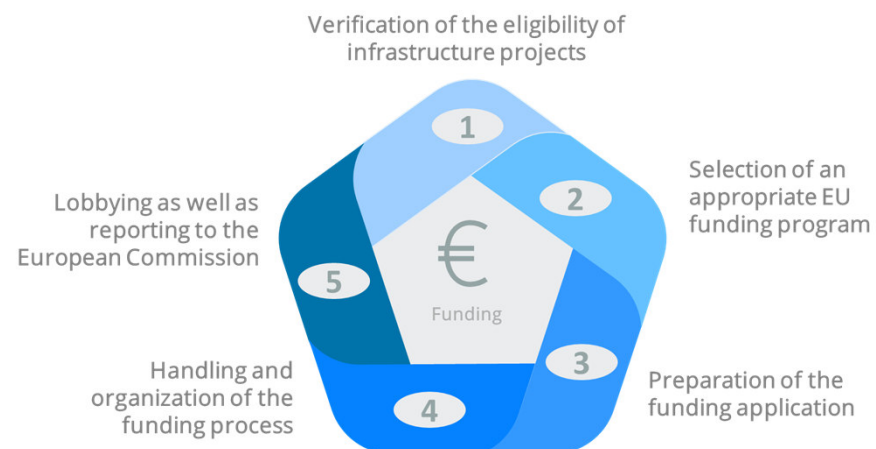 Verification of the eligibility of
infrastructure projects
1
2
Selection of an
appropriate EU
funding program
Lobbying as well as
reporting to the
European Commission
5
€
Funding
3
Preparation of the
funding application
Handling and
organization of the
funding process
4